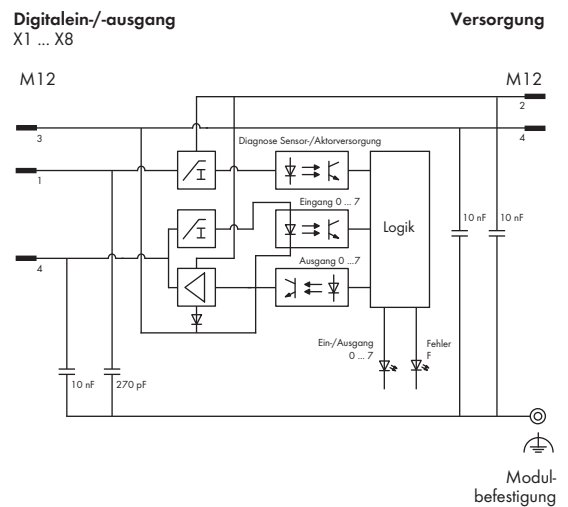 Digitalein-/-ausgang
X1 ... X8
Versorgung
M12
M12
2
3
4
Diagnose Sensor-/Aktorversorgung
1
I
Eingang 0 ... 7
I
Logik
10 nF
10 nF
Ausgang 0 ...7
4
Ein-/Ausgang
0 ... 7
Fehler
F
10 nF
270 pF
Modul-
befestigung